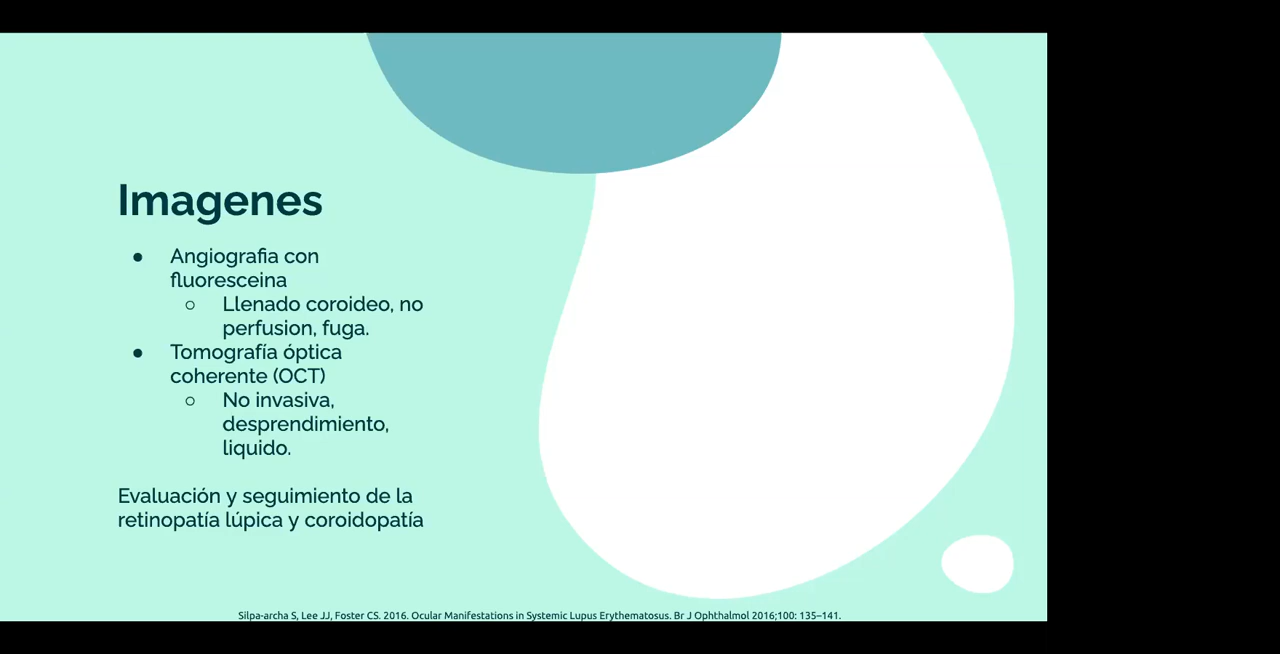 Imagenes
● Angiografia con
fluoresceina
○ Llenado coroideo, no
perfusion, fuga.
● Tomografía óptica
coherente (OCT)
○ No invasiva,
desprendimiento,
liquido.
Evaluación y seguimiento de la
retinopatía lúpica y coroidopatía
Silpa-archa S, Lee JJ, Foster CS. 2016. Ocular Manifestations in Systemic Lupus Erythematosus. Br J Ophthalmol 2016;100: 135–141.